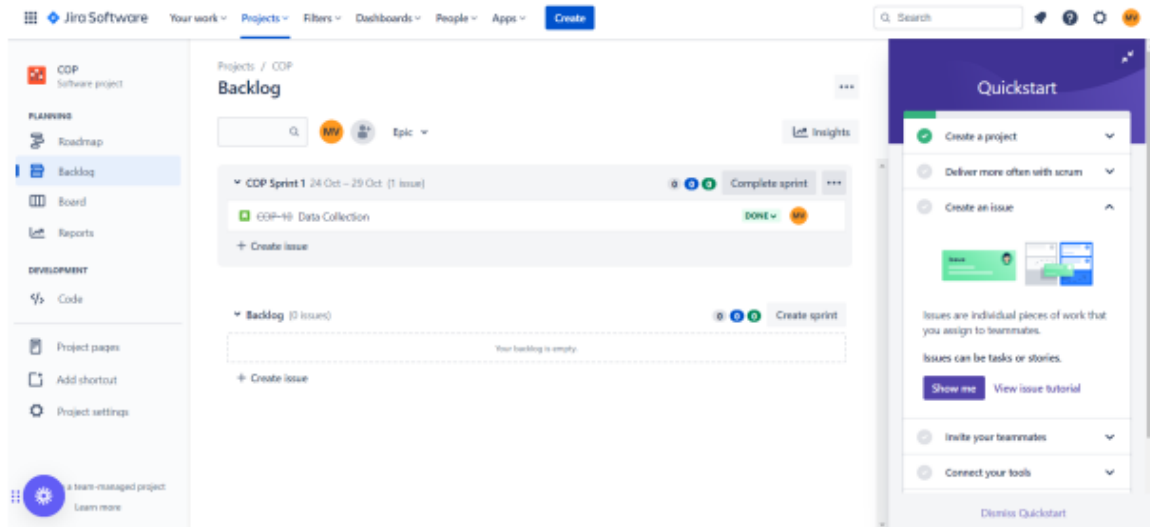 Jira Software Your work Projects Filters Dashboards People Apps Create Search MV
COP
Software project
PLANNING
Roadmap
Backlog
Board
Reports
DEVELOPMENT
Code
Project pages
Add shortcut
Project settings
a team-managed project
Learn more
Projects / COP
Backlog
MV Epic Insights
COP Sprint 1 24 Oct – 29 Oct (1 issue) 0 0 0 Complete sprint
COP-10 Data Collection DONE MV
+ Create issue
Backlog (0 issues) 0 0 0 Create sprint
Your backlog is empty.
+ Create issue
Quickstart
Create a project
Deliver more often with scrum
Create an issue
Issue
Issues are individual pieces of work that
you assign to teammates.
Issues can be tasks or stories.
Show me View issue tutorial
Invite your teammates
Connect your tools
Dismiss Quickstart